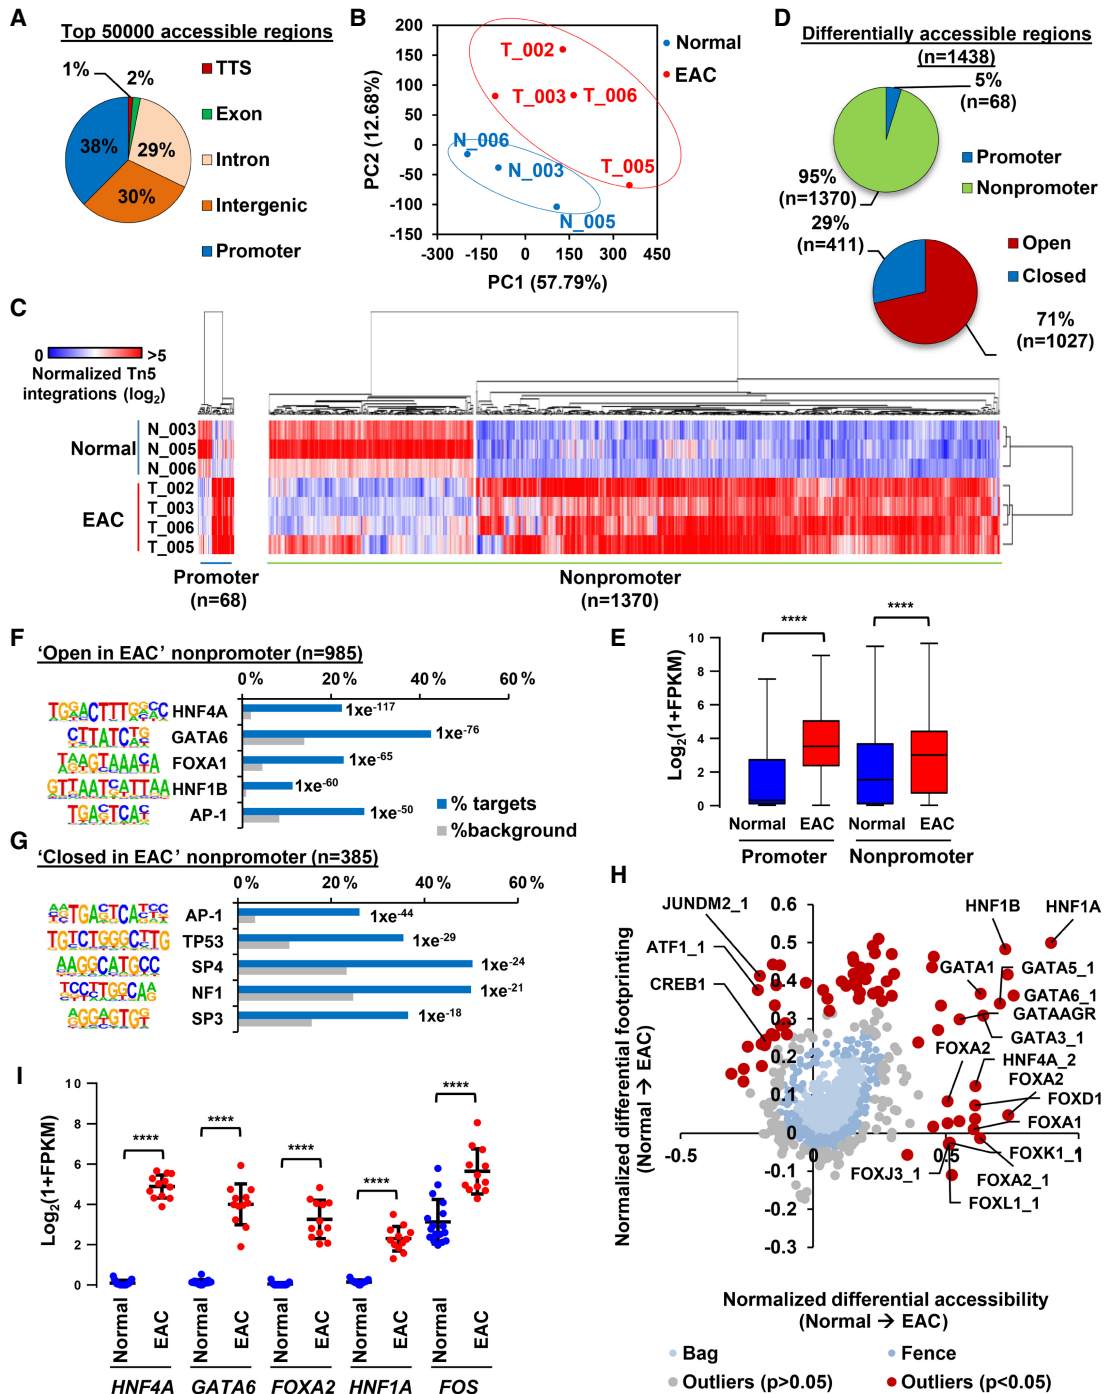 A
Top 50000 accessible regions
1%
2%
38%
29%
30%
TTS
Exon
Intron
Intergenic
Promoter
B
PC2 (12.68%)
200
150
100
50
0
-50
-100
-150
-300
-150
0
150
300
450
PC1 (57.79%)
T_002
T_003
T_006
T_005
N_006
N_003
N_005
Normal
EAC
D
Differentially accessible regions
(n=1438)
5%
(n=68)
95%
(n=1370)
Promoter
Nonpromoter
29%
(n=411)
Open
Closed
71%
(n=1027)
C
0
>5
Normalized Tn5
integrations (log2)
Normal
EAC
N_003
N_005
N_006
T_002
T_003
T_006
T_005
Promoter
(n=68)
Nonpromoter
(n=1370)
F
‘Open in EAC’ nonpromoter (n=985)
0 %
20 %
40 %
60 %
TGGACTTTGGCC HNF4A 1xe-117
CTTATCTG GATA6 1xe-76
TAAGTAAACA FOXA1 1xe-65
GTTAATCATTAA HNF1B 1xe-60
TGAGTCAT AP-1 1xe-50
% targets
%background
G
‘Closed in EAC’ nonpromoter (n=385)
0 %
20 %
40 %
60 %
AP-1 1xe-44
TP53 1xe-29
SP4 1xe-24
NF1 1xe-21
SP3 1xe-18
E
Log2(1+FPKM)
10
8
6
4
2
0
****
****
Normal
EAC
Normal
EAC
Promoter
Nonpromoter
H
Normalized differential footprinting
(Normal → EAC)
0.6
0.5
0.4
0.3
0.2
0.1
0
-0.1
-0.2
-0.3
-0.5
0
0.5
1
JUNDM2_1
ATF1_1
CREB1
HNF1B
HNF1A
GATA1
GATA5_1
GATA6_1
GATAAGR
GATA3_1
FOXA2
HNF4A_2
FOXA2
FOXD1
FOXA1
FOXK1_1
FOXJ3_1
FOXA2_1
FOXL1_1
Normalized differential accessibility
(Normal → EAC)
Bag
Fence
Outliers (p>0.05)
Outliers (p<0.05)
I
Log2(1+FPKM)
10
8
6
4
2
0
****
****
****
****
****
Normal
EAC
Normal
EAC
Normal
EAC
Normal
EAC
Normal
EAC
HNF4A
GATA6
FOXA2
HNF1A
FOS